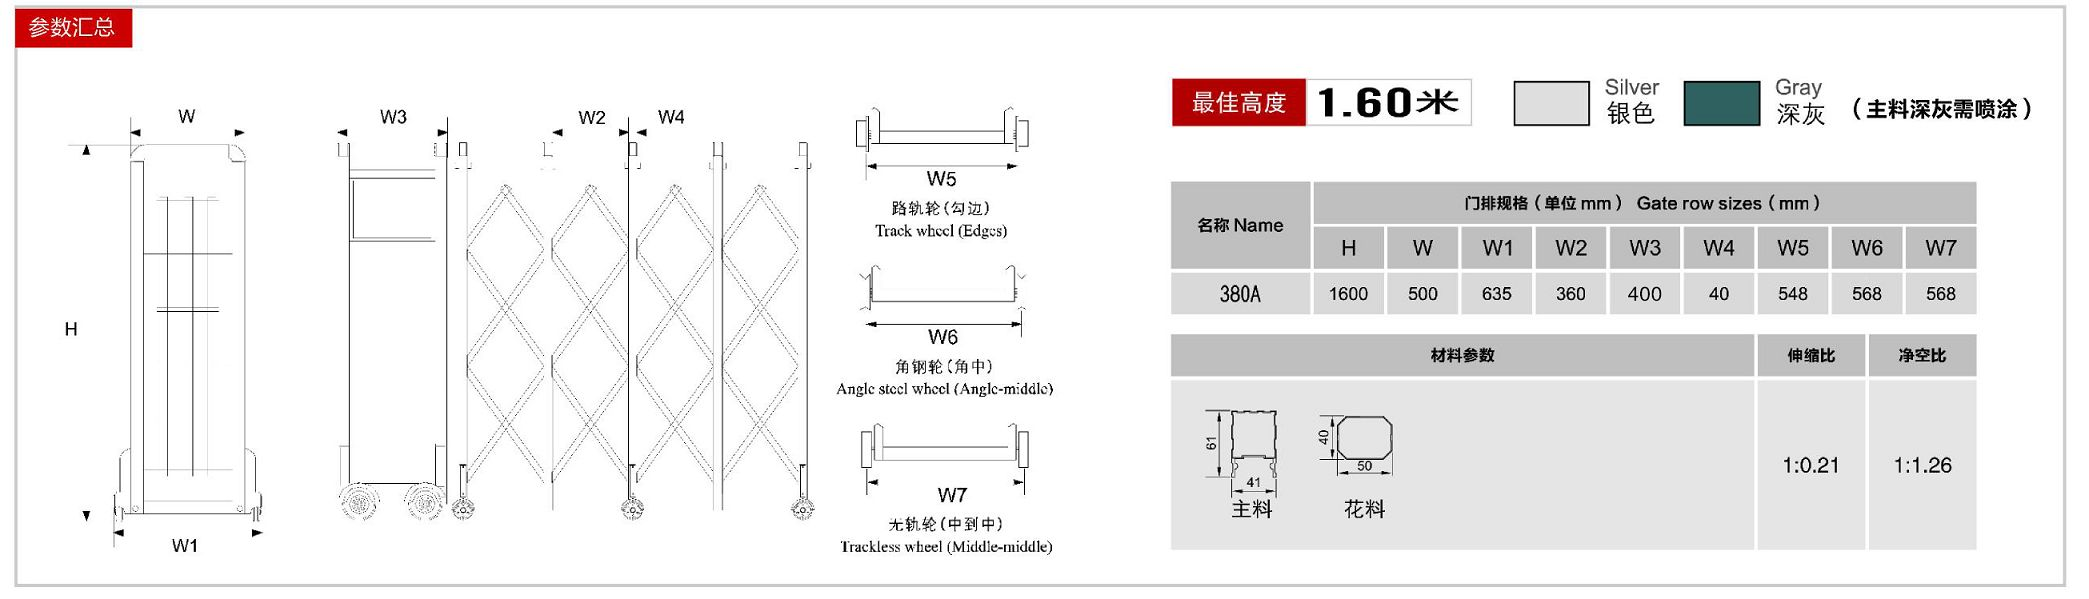 参数汇总
W
W3
W2
W4
H
W1
W5
路轨轮(勾边)
Track wheel (Edges)
W6
角钢轮(角中)
Angle steel wheel (Angle-middle)
W7
无轨轮(中到中)
Trackless wheel (Middle-middle)
最佳高度 1.60米
Silver
银色
Gray
深灰
(主料深灰需喷涂)
名称 Name
门排规格(单位 mm) Gate row sizes(mm)
H W W1 W2 W3 W4 W5 W6 W7
380A 1600 500 635 360 400 40 548 568 568
材料参数 伸缩比 净空比
61
41
主料
40
50
花料
1:0.21
1:1.26